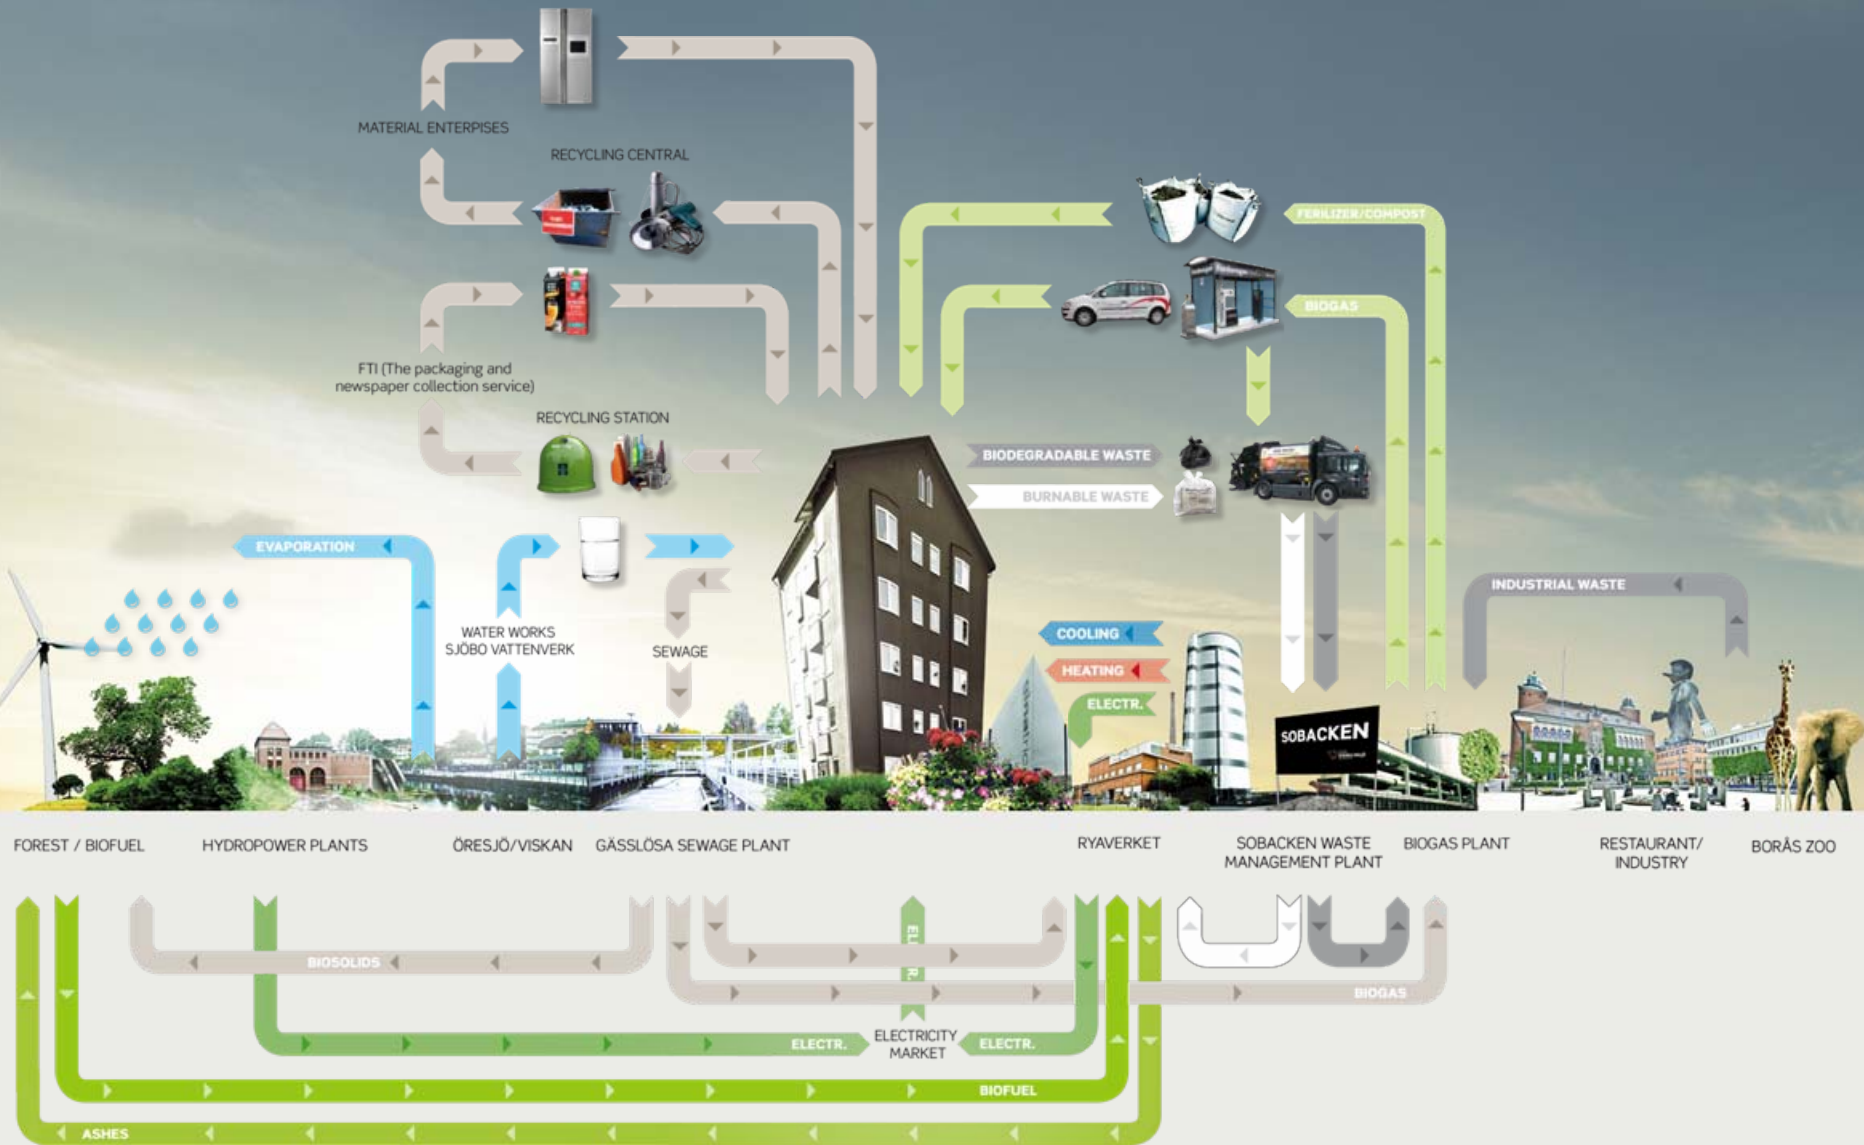 MATERIAL ENTERPISES
RECYCLING CENTRAL
FERILIZER/COMPOST
BIOGAS
FTI (The packaging and
newspaper collection service)
RECYCLING STATION
BIODEGRADABLE WASTE
BURNABLE WASTE
EVAPORATION
INDUSTRIAL WASTE
WATER WORKS
SJÖBO VATTENVERK
SEWAGE
COOLING
HEATING
ELECTR.
SOBACKEN
FOREST / BIOFUEL
HYDROPOWER PLANTS
ÖRESJÖ/VISKAN
GÄSSLÖSA SEWAGE PLANT
RYAVERKET
SOBACKEN WASTE
MANAGEMENT PLANT
BIOGAS PLANT
RESTAURANT/
INDUSTRY
BORÅS ZOO
BIOSOLIDS
BIOGAS
ELECTR.
ELECTRICITY
MARKET
ELECTR.
BIOFUEL
ASHES